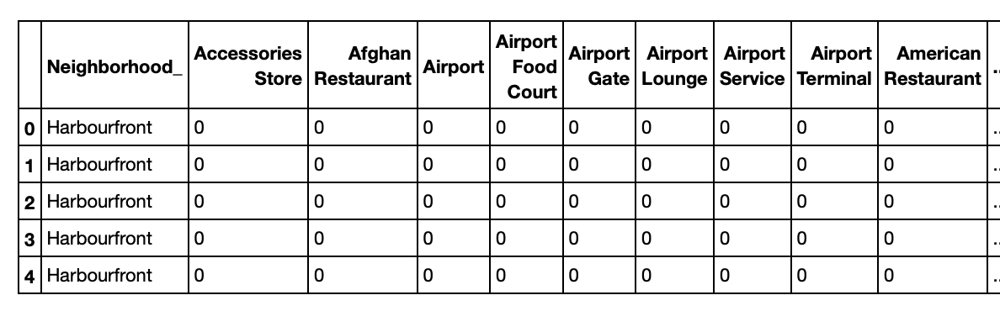 Neighborhood_ Accessories Store Afghan Restaurant Airport Airport Food Court Airport Gate Airport Lounge Airport Service Airport Terminal American Restaurant ..
0 Harbourfront 0 0 0 0 0 0 0 0 0 ..
1 Harbourfront 0 0 0 0 0 0 0 0 0 ..
2 Harbourfront 0 0 0 0 0 0 0 0 0 ..
3 Harbourfront 0 0 0 0 0 0 0 0 0 ..
4 Harbourfront 0 0 0 0 0 0 0 0 0 ..